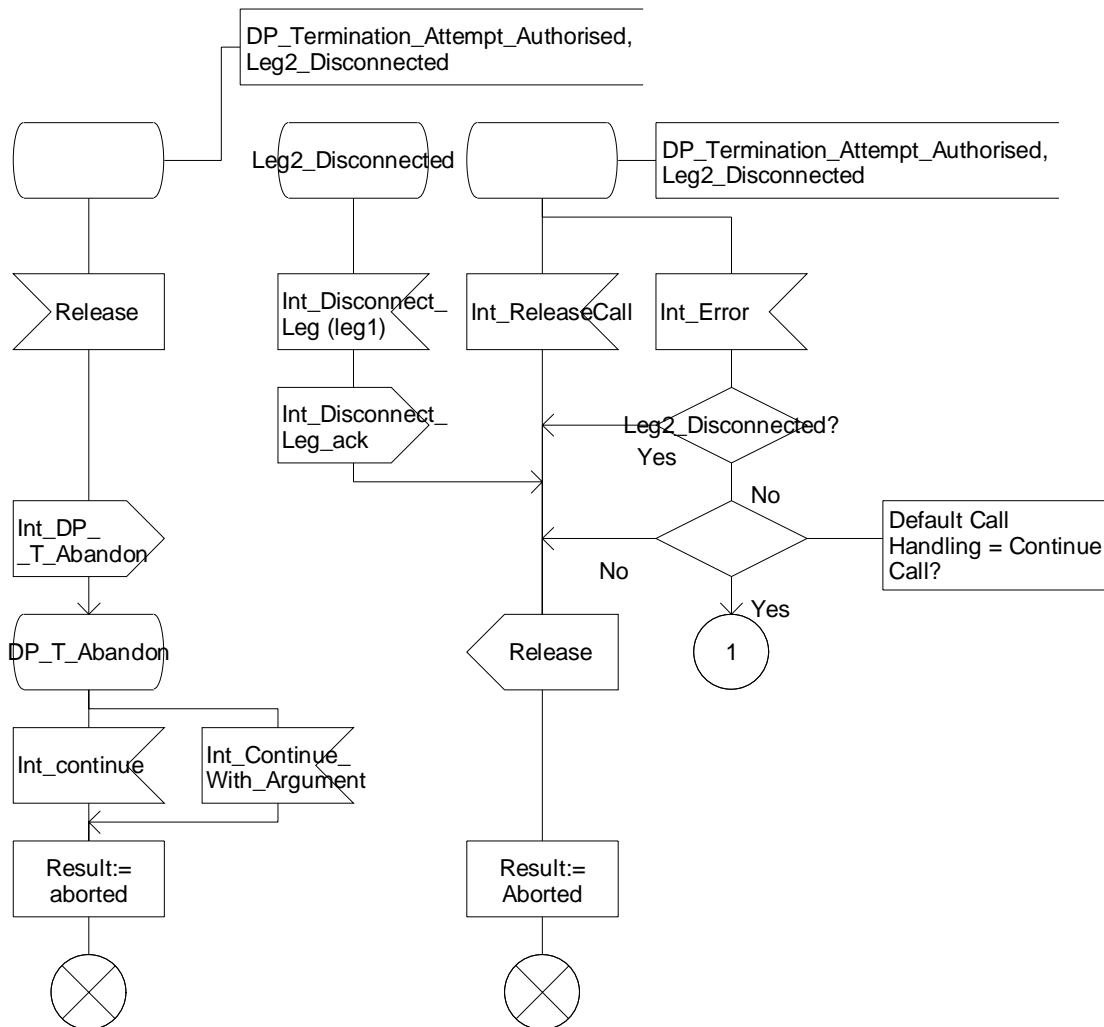 DP_Termination_Attempt_Authorised,
Leg2_Disconnected
Leg2_Disconnected
DP_Termination_Attempt_Authorised,
Leg2_Disconnected
Release
Int_Disconnect_
Leg (leg1)
Int_ReleaseCall
Int_Error
Int_Disconnect_
Leg_ack
Leg2_Disconnected?
Yes
No
Int_DP_
_T_Abandon
Default Call
Handling = Continue
Call?
No
Yes
DP_T_Abandon
Release
1
Int_continue
Int_Continue_
With_Argument
Result:=
aborted
Result:=
Aborted